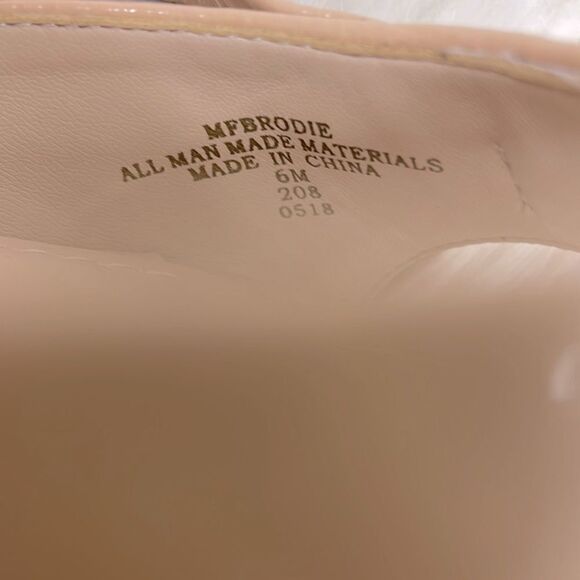 MFBRODIE
ALL MAN MADE MATERIALS
MADE IN CHINA
6M
208
0518